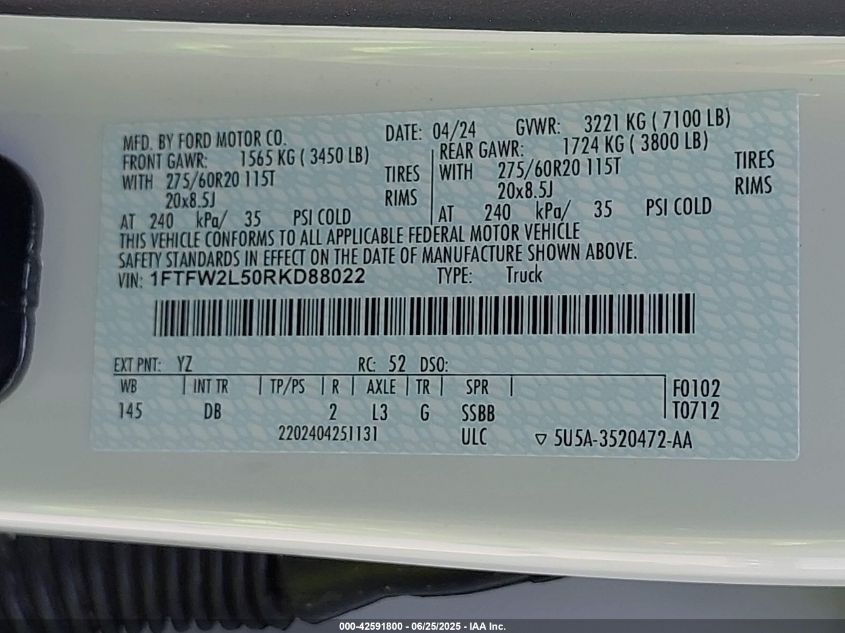 MFD. BY FORD MOTOR CO. DATE: 04/24 GVWR: 3221 KG ( 7100 LB)
FRONT GAWR: 1565 KG ( 3450 LB) REAR GAWR: 1724 KG ( 3800 LB)
WITH 275/60R20 115T TIRES WITH 275/60R20 115T TIRES
20x8.5J RIMS 20x8.5J RIMS
AT 240 kPa/ 35 PSI COLD AT 240 kPa/ 35 PSI COLD
THIS VEHICLE CONFORMS TO ALL APPLICABLE FEDERAL MOTOR VEHICLE
SAFETY STANDARDS IN EFFECT ON THE DATE OF MANUFACTURE SHOWN ABOVE.
VIN: 1FTFW2L50RKD88022 TYPE: Truck
EXT PNT: YZ RC: 52 DSO:
WB INT TR TP/PS R AXLE TR SPR F0102
145 DB 2 L3 G SSBB T0712
2202404251131 ULC ▽ 5U5A-3520472-AA
000-42591800 - 06/25/2025 - IAA Inc.